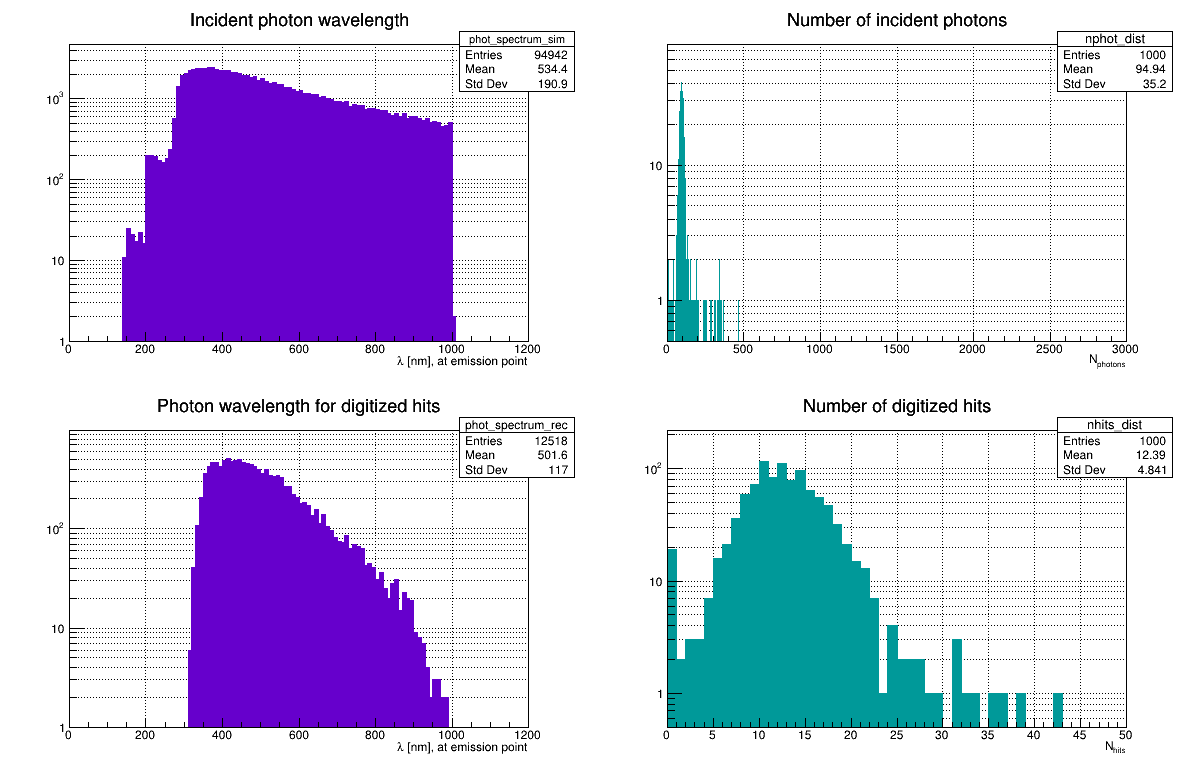 Incident photon wavelength
phot_spectrum_sim
Entries 94942
Mean 534.4
Std Dev 190.9
10³
10²
10
1
0 200 400 600 800 1000 1200
λ [nm], at emission point
Number of incident photons
nphot_dist
Entries 1000
Mean 94.94
Std Dev 35.2
10
1
0 500 1000 1500 2000 2500 3000
Nphotons
Photon wavelength for digitized hits
phot_spectrum_rec
Entries 12518
Mean 501.6
Std Dev 117
10²
10
1
0 200 400 600 800 1000 1200
λ [nm], at emission point
Number of digitized hits
nhits_dist
Entries 1000
Mean 12.39
Std Dev 4.841
10²
10
1
0 5 10 15 20 25 30 35 40 45 50
Nhits